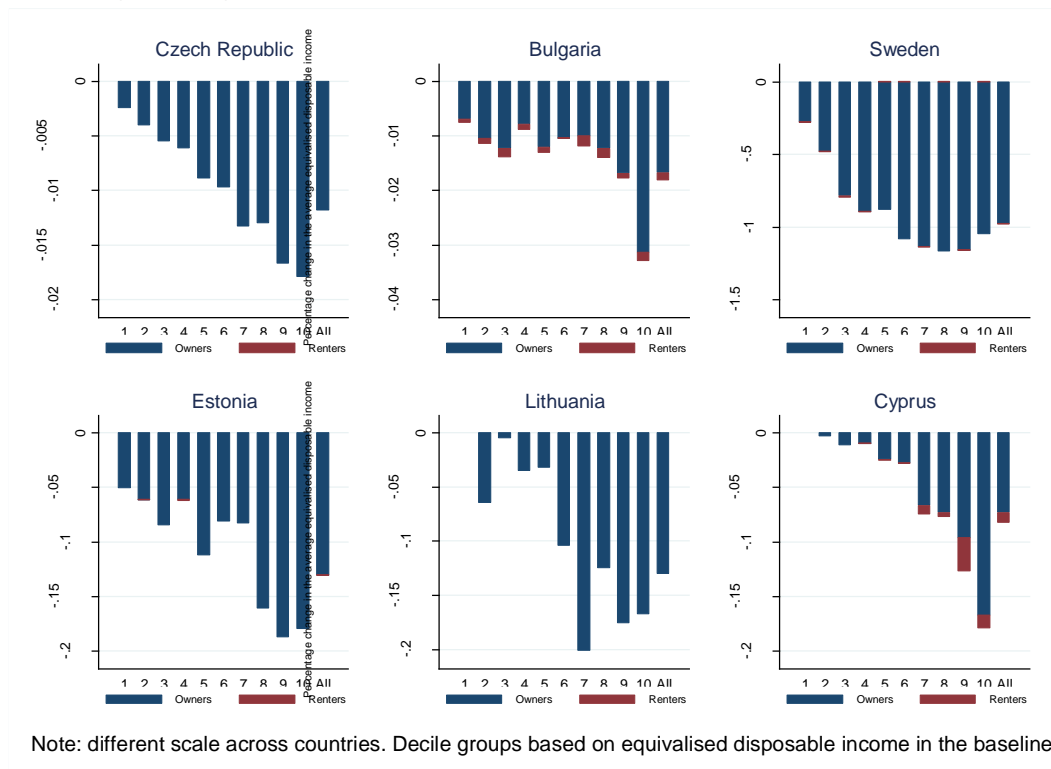 Czech Republic
Bulgaria
Sweden
0
-.005
-.01
-.015
-.02
0
-.01
-.02
-.03
-.04
0
-.5
-1
-1.5
Percentage change in the average equivalised disposable income
1 2 3 4 5 6 7 8 9 10 All
1 2 3 4 5 6 7 8 9 10 All
1 2 3 4 5 6 7 8 9 10 All
Owners Renters
Owners Renters
Owners Renters
Estonia
Lithuania
Cyprus
0
-.05
-.1
-.15
-.2
0
-.05
-.1
-.15
-.2
0
-.05
-.1
-.15
-.2
Percentage change in the average equivalised disposable income
1 2 3 4 5 6 7 8 9 10 All
1 2 3 4 5 6 7 8 9 10 All
1 2 3 4 5 6 7 8 9 10 All
Owners Renters
Owners Renters
Owners Renters
Note: different scale across countries. Decile groups based on equivalised disposable income in the baseline